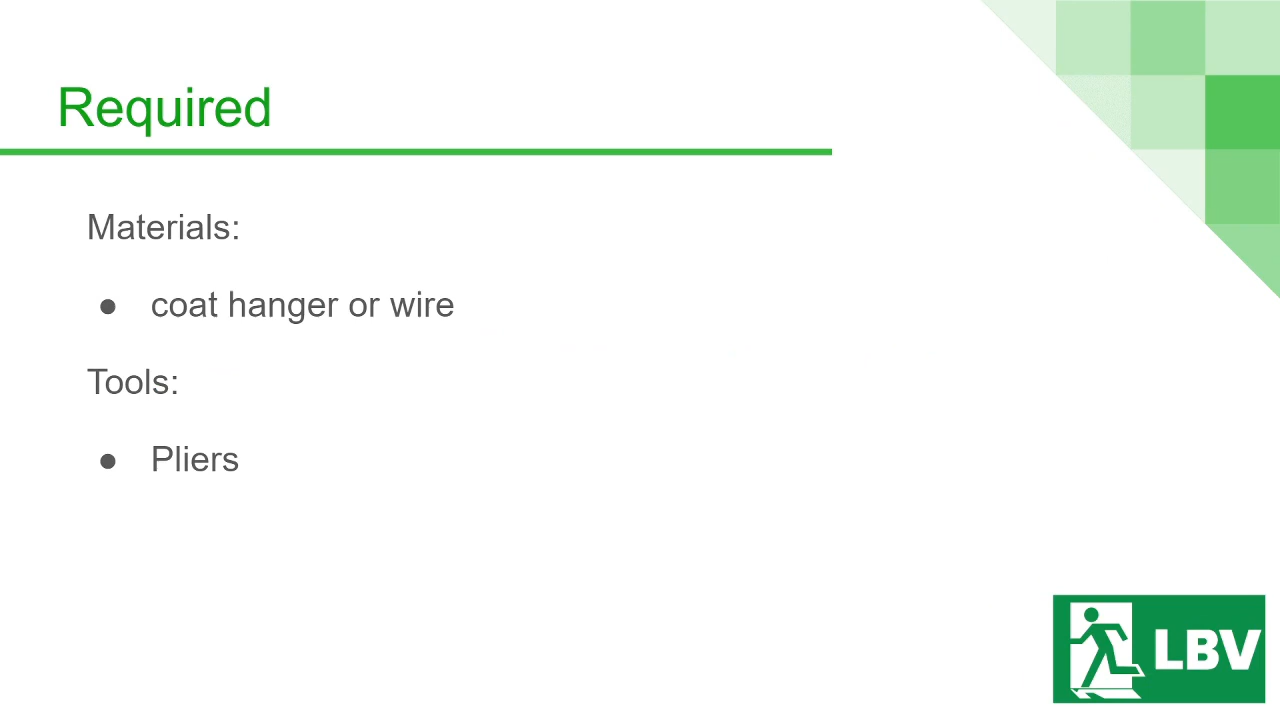 Required
Materials:
● coat hanger or wire
Tools:
● Pliers
LBV